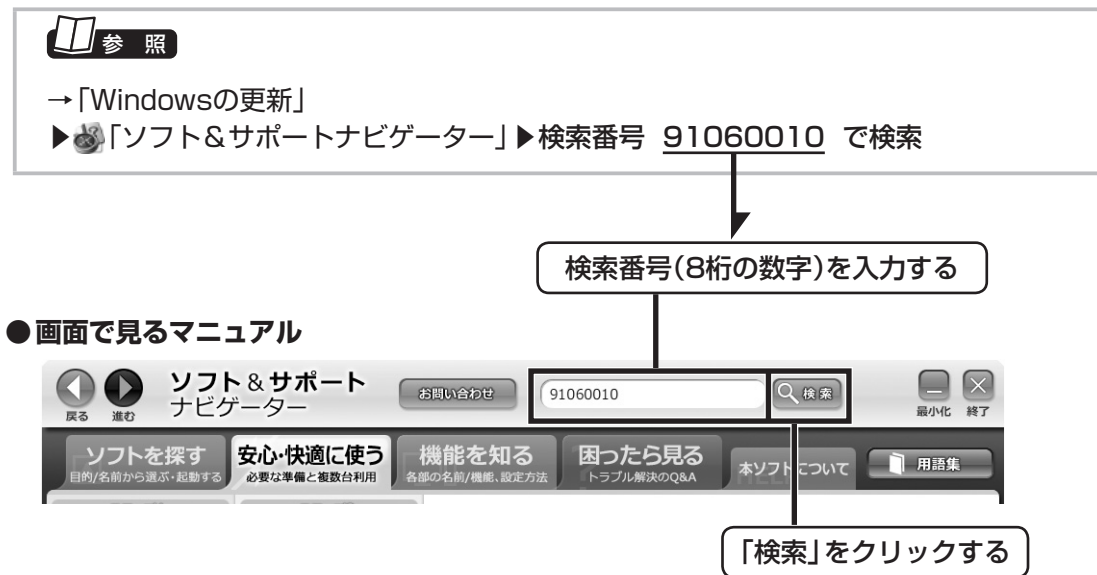 参 照
→「Windowsの更新」
▶「ソフト＆サポートナビゲーター」▶検索番号 91060010 で検索
検索番号（8桁の数字）を入力する
●画面で見るマニュアル
戻る 進む
ソフト＆サポート
ナビゲーター
お問い合わせ
91060010
検索
最小化 終了
ソフトを探す
目的/名前から選ぶ・起動する
安心・快適に使う
必要な準備と複数台利用
機能を知る
各部の名前/機能、設定方法
困ったら見る
トラブル解決のQ&A
本ソフトについて
用語集
「検索」をクリックする